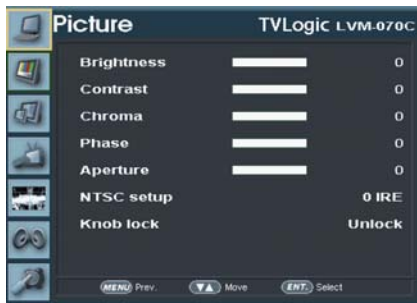 Picture TVLogic LVM-070C
Brightness 0
Contrast 0
Chroma 0
Phase 0
Aperture 0
NTSC setup 0 IRE
Knob lock Unlock
MENU Prev. ▼▲ Move ENT. Select